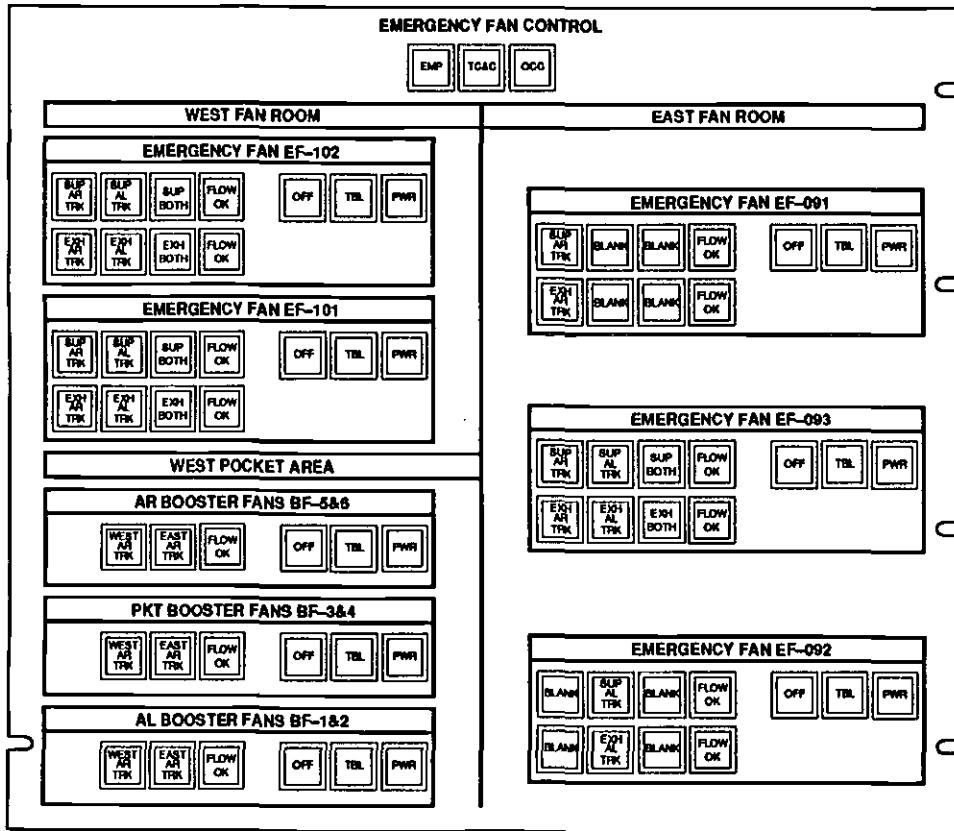 EMERGENCY FAN CONTROL
EMP TC&C OCC
WEST FAN ROOM
EMERGENCY FAN EF-102
SUP AR TRK SUP AL TRK SUP BOTH FLOW OK OFF TBL PWR
EXH AR TRK EXH AL TRK EXH BOTH FLOW OK
EMERGENCY FAN EF-101
SUP AR TRK SUP AL TRK SUP BOTH FLOW OK OFF TBL PWR
EXH AR TRK EXH AL TRK EXH BOTH FLOW OK
WEST POCKET AREA
AR BOOSTER FANS BF-5&6
WEST AR TRK EAST AR TRK FLOW OK OFF TBL PWR
PKT BOOSTER FANS BF-3&4
WEST AR TRK EAST AR TRK FLOW OK OFF TBL PWR
AL BOOSTER FANS BF-1&2
WEST AR TRK EAST AR TRK FLOW OK OFF TBL PWR
EAST FAN ROOM
EMERGENCY FAN EF-091
SUP AR TRK BLANK BLANK FLOW OK OFF TBL PWR
EXH AR TRK BLANK BLANK FLOW OK
EMERGENCY FAN EF-093
SUP AR TRK SUP AL TRK SUP BOTH FLOW OK OFF TBL PWR
EXH AR TRK EXH AL TRK EXH BOTH FLOW OK
EMERGENCY FAN EF-092
BLANK SUP AL TRK BLANK FLOW OK OFF TBL PWR
BLANK EXH AL TRK BLANK FLOW OK